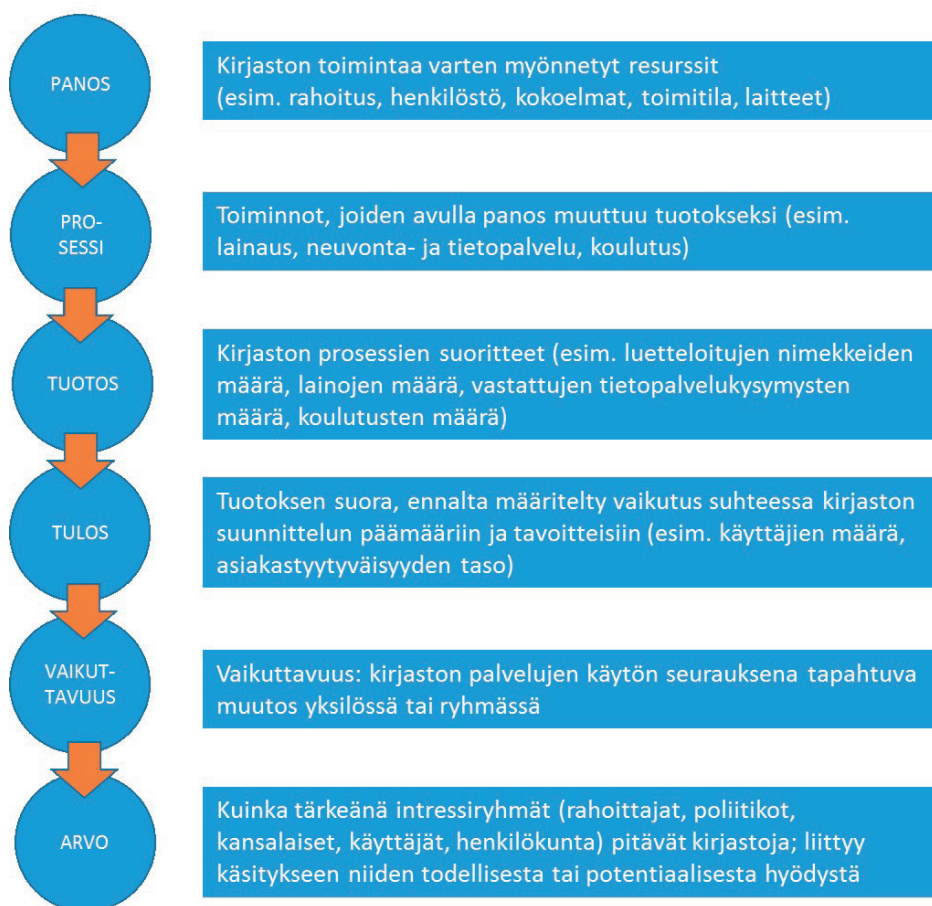 PANOS
Kirjaston toimintaa varten myönnetyt resurssit
(esim. rahoitus, henkilöstö, kokoelmat, toimitila, laitteet)
PRO-
SESSI
Toiminnot, joiden avulla panos muuttuu tuotokseksi (esim.
lainaus, neuvonta- ja tietopalvelu, koulutus)
TUOTOS
Kirjaston prosessien suoritteet (esim. luetteloitujen nimekkeiden
määrä, lainojen määrä, vastattujen tietopalvelukysymysten
määrä, koulutusten määrä)
TULOS
Tuotoksen suora, ennalta määritelty vaikutus suhteessa kirjaston
suunnittelun päämääriin ja tavoitteisiin (esim. käyttäjien määrä,
asiakastyytyväisyyden taso)
VAIKUT-
TAVUUS
Vaikuttavuus: kirjaston palvelujen käytön seurauksena tapahtuva
muutos yksilössä tai ryhmässä
ARVO
Kuinka tärkeänä intressiryhmät (rahoittajat, poliitikot,
kansalaiset, käyttäjät, henkilökunta) pitävät kirjastoja; liittyy
käsitykseen niiden todellisesta tai potentiaalisesta hyödystä